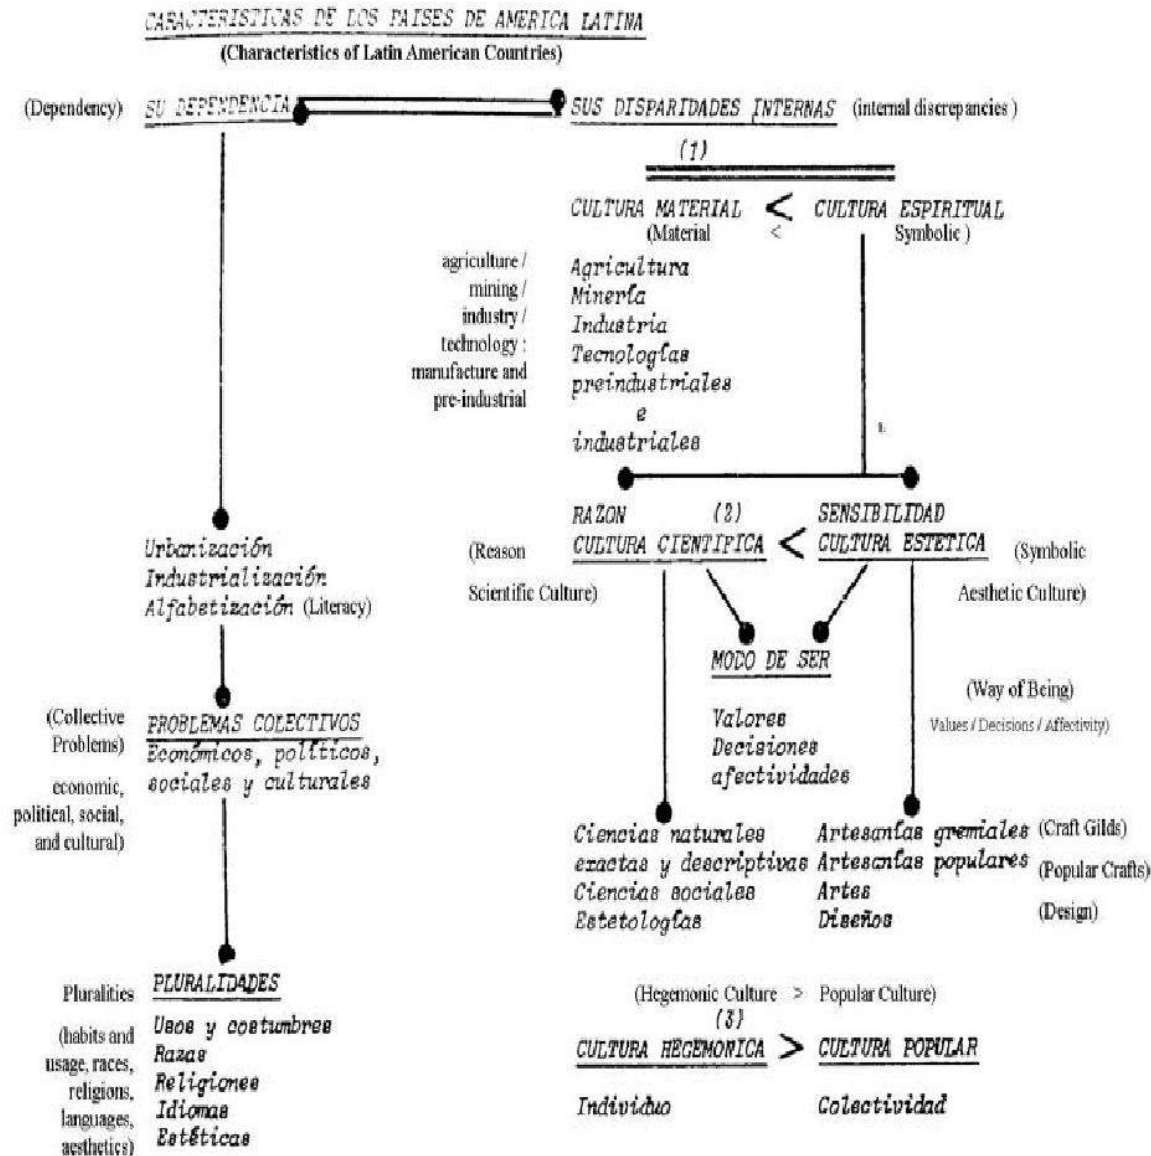 CARACTERISTICAS DE LOS PAISES DE AMERICA LATINA
(Characteristics of Latin American Countries)
(Dependency) SU DEPENDENCIA SUS DISPARIDADES INTERNAS (internal discrepancies )
(1)
CULTURA MATERIAL < CULTURA ESPIRITUAL
(Material < Symbolic )
agriculture /
mining /
industry /
technology :
manufacture and
pre-industrial
Agricultura
Minería
Industria
Tecnologías
preindustriales
e
industriales
RAZON (2) SENSIBILIDAD
(Reason CULTURA CIENTIFICA < CULTURA ESTETICA (Symbolic
Scientific Culture) Aesthetic Culture)
Urbanización
Industrialización
Alfabetización (Literacy)
MODO DE SER
(Way of Being)
Values / Decisions / Affectivity)
Valores
Decisiones
afectividades
(Collective
Problems)
economic,
political, social,
and cultural)
PROBLEMAS COLECTIVOS
Económicos, políticos,
sociales y culturales
Ciencias naturales
exactas y descriptivas
Ciencias sociales
Estetologías
Artesanías gremiales (Craft Gilds)
Artesanías populares (Popular Crafts)
Artes
Diseños (Design)
Pluralities
(habits and
usage, races,
religions,
languages,
aesthetics)
PLURALIDADES
Usos y costumbres
Razas
Religiones
Idiomas
Estéticas
(Hegemonic Culture > Popular Culture)
(3)
CULTURA HEGEMONICA > CULTURA POPULAR
Individuo Colectividad